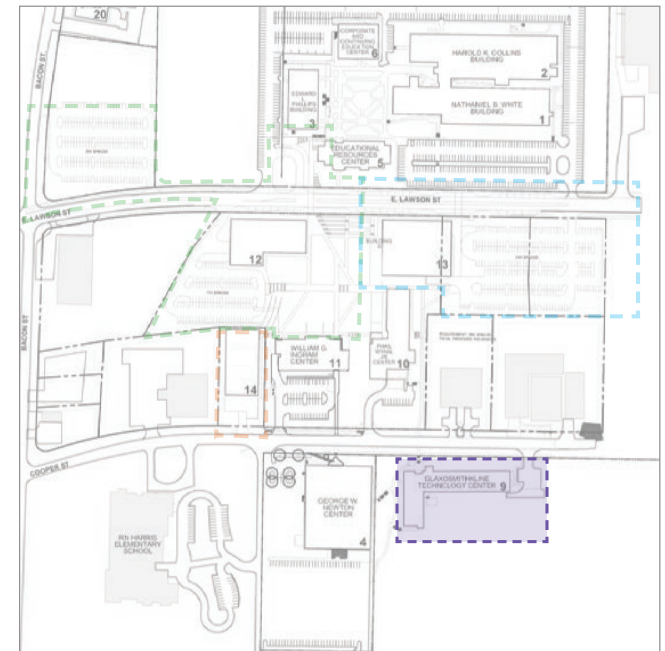 20
BACON ST.
CORPORATE
AND
CONTINUING
EDUCATION
CENTER
6
HAROLD K. COLLINS
BUILDING
2
EDWARD
L.
PHILLIPS
BUILDING
3
NATHANIEL B. WHITE
BUILDING
1
EDUCATIONAL
RESOURCES
CENTER
5
E. LAWSON ST
E. LAWSON ST
BUILDING
12
13
BACON ST
WILLIAM G.
INGRAM
CENTER
11
PHAIL
WYNN,
JR
CENTER
10
14
COOPER ST
GLAXOSMITHKLINE
TECHNOLOGY CENTER
9
GEORGE W.
NEWTON
CENTER
4
RN HARRIS
ELEMENTARY
SCHOOL